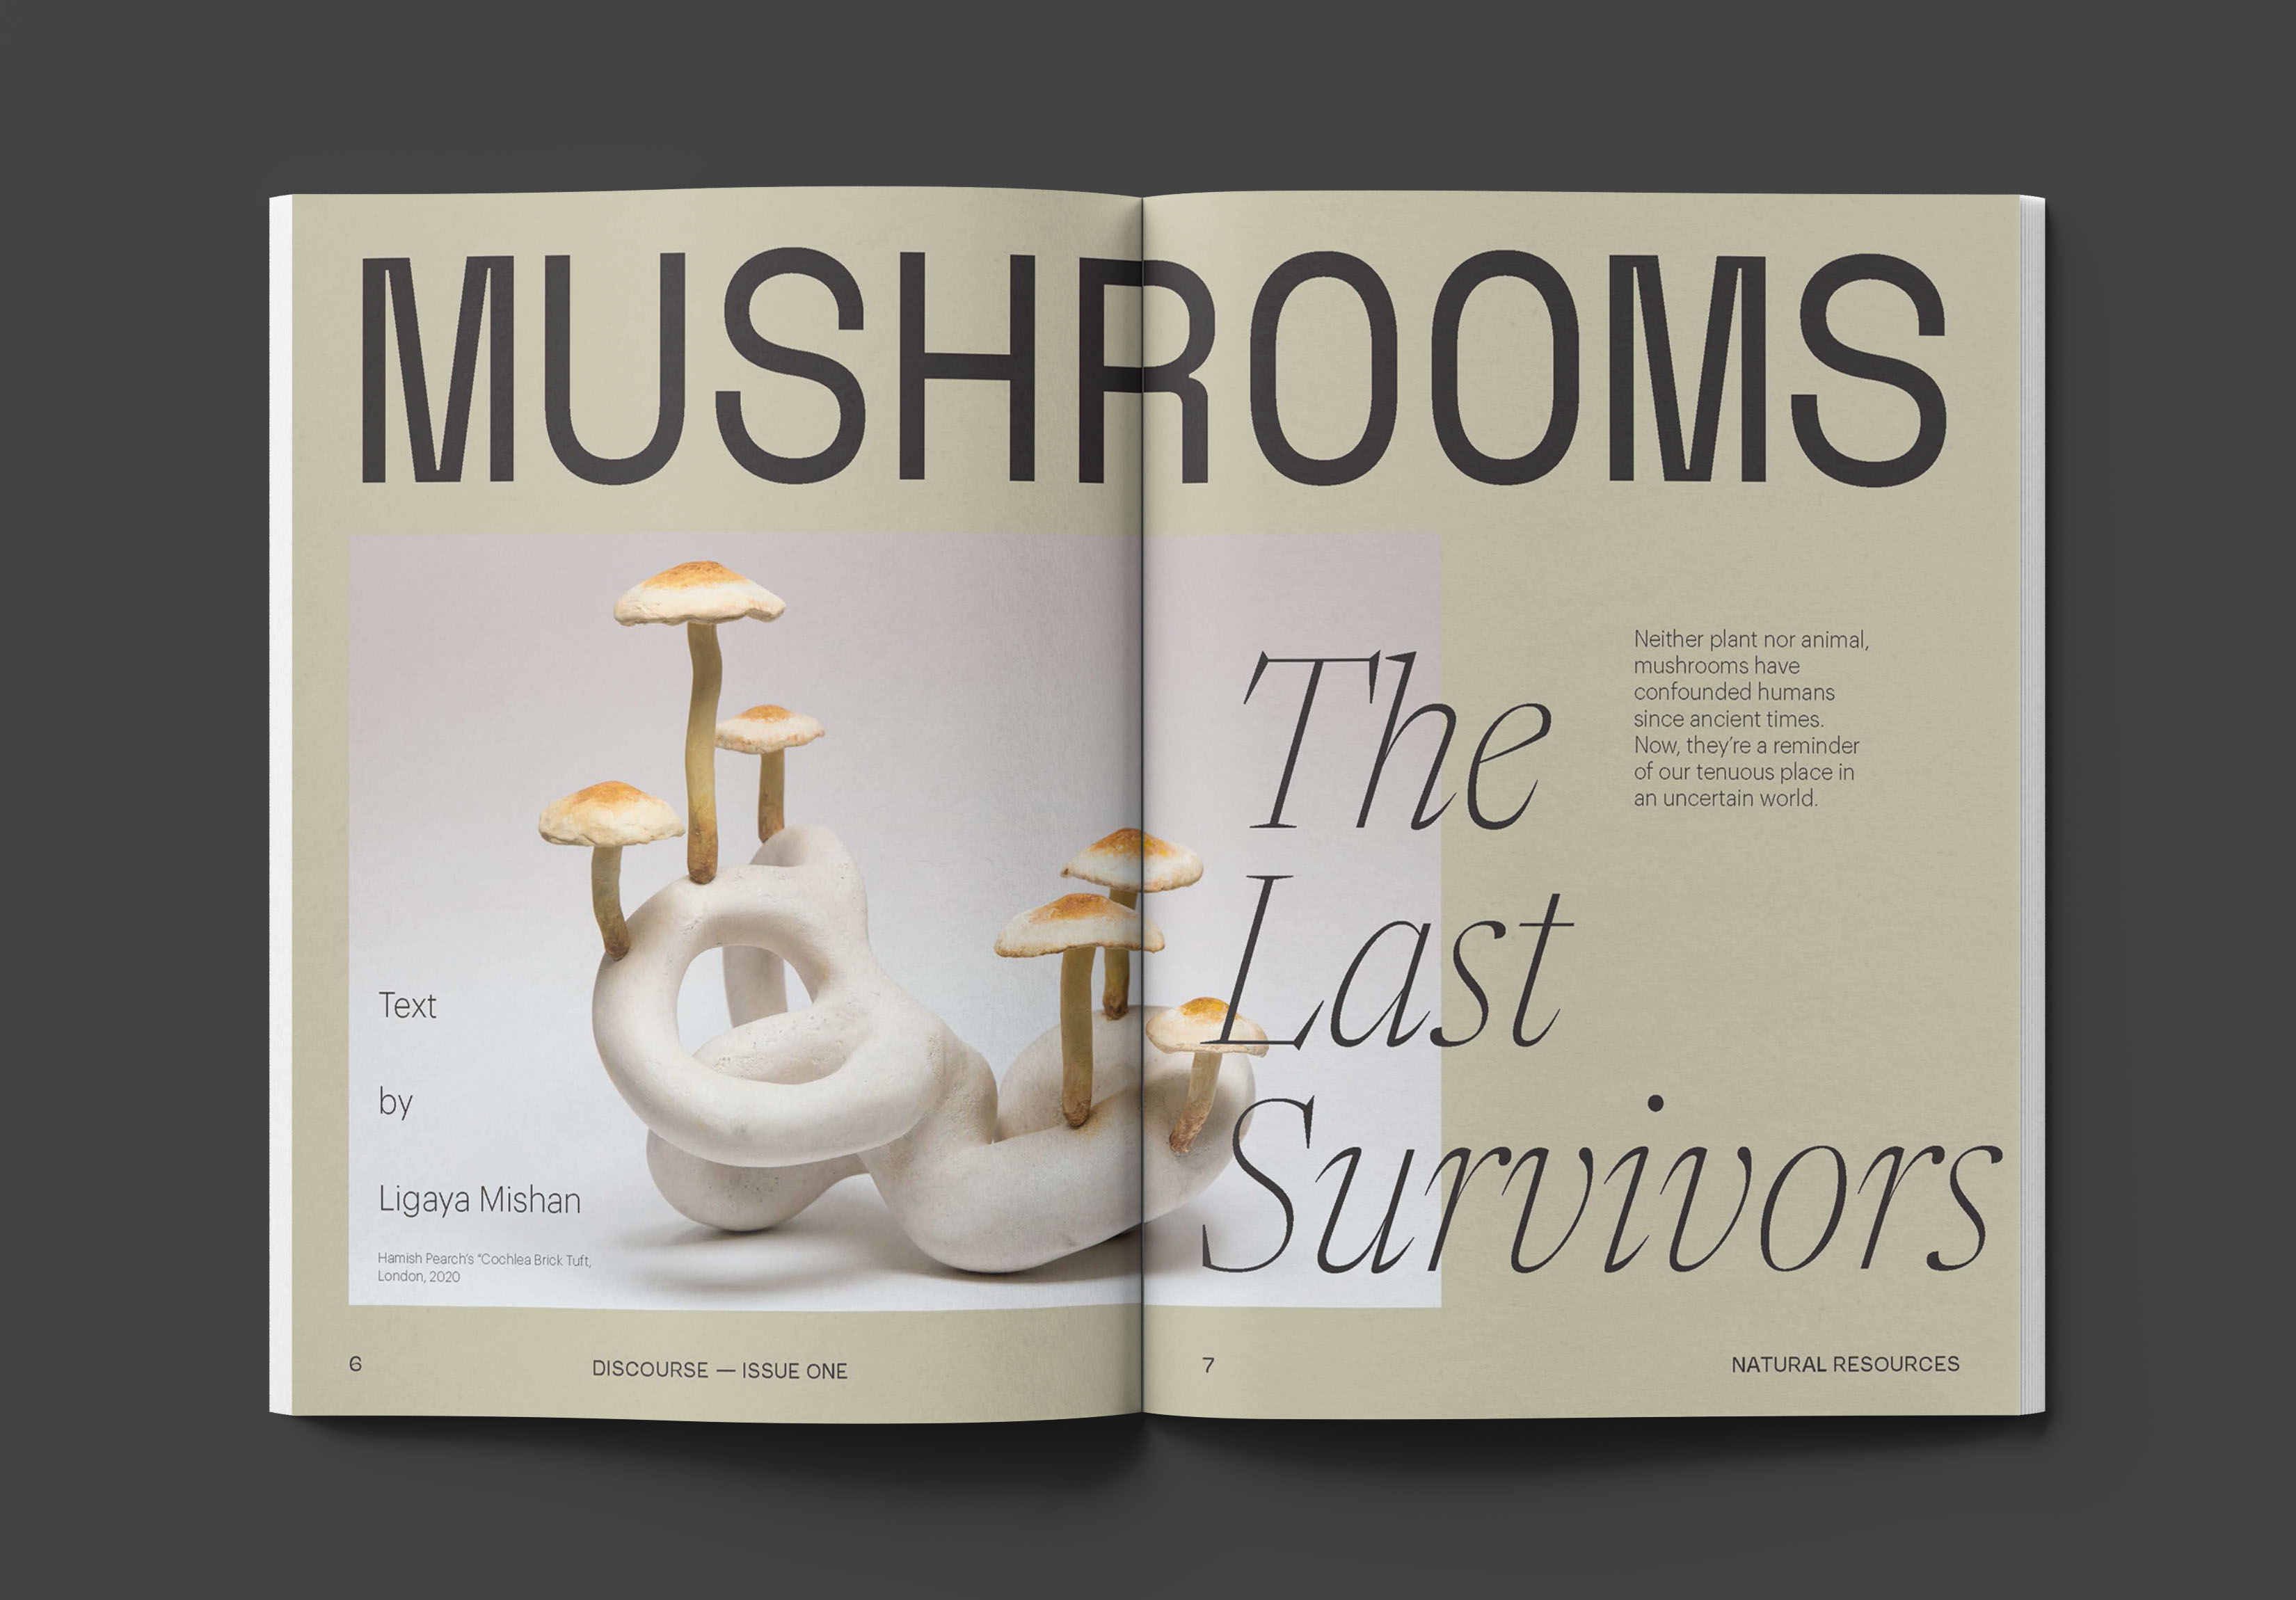 MUSHROOMS
The
Last
Survivors
Neither plant nor animal,
mushrooms have
confounded humans
since ancient times.
Now, they're a reminder
of our tenuous place in
an uncertain world.
Text
by
Ligaya Mishan
Hamish Pearch's "Cochlea Brick Tuft,
London, 2020
6
DISCOURSE — ISSUE ONE
7
NATURAL RESOURCES